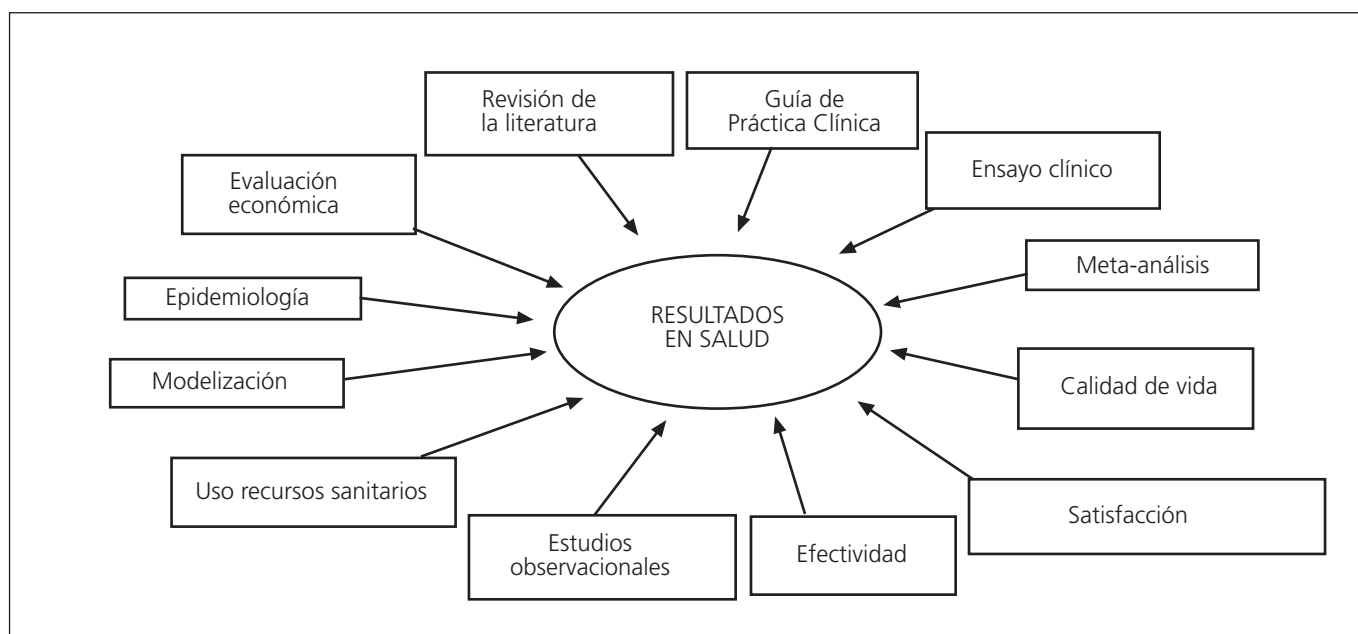 Revisión de
la literatura
Guía de
Práctica Clínica
Ensayo clínico
Evaluación
económica
Meta-análisis
Epidemiología
RESULTADOS
EN SALUD
Modelización
Calidad de vida
Uso recursos sanitarios
Satisfacción
Estudios
observacionales
Efectividad